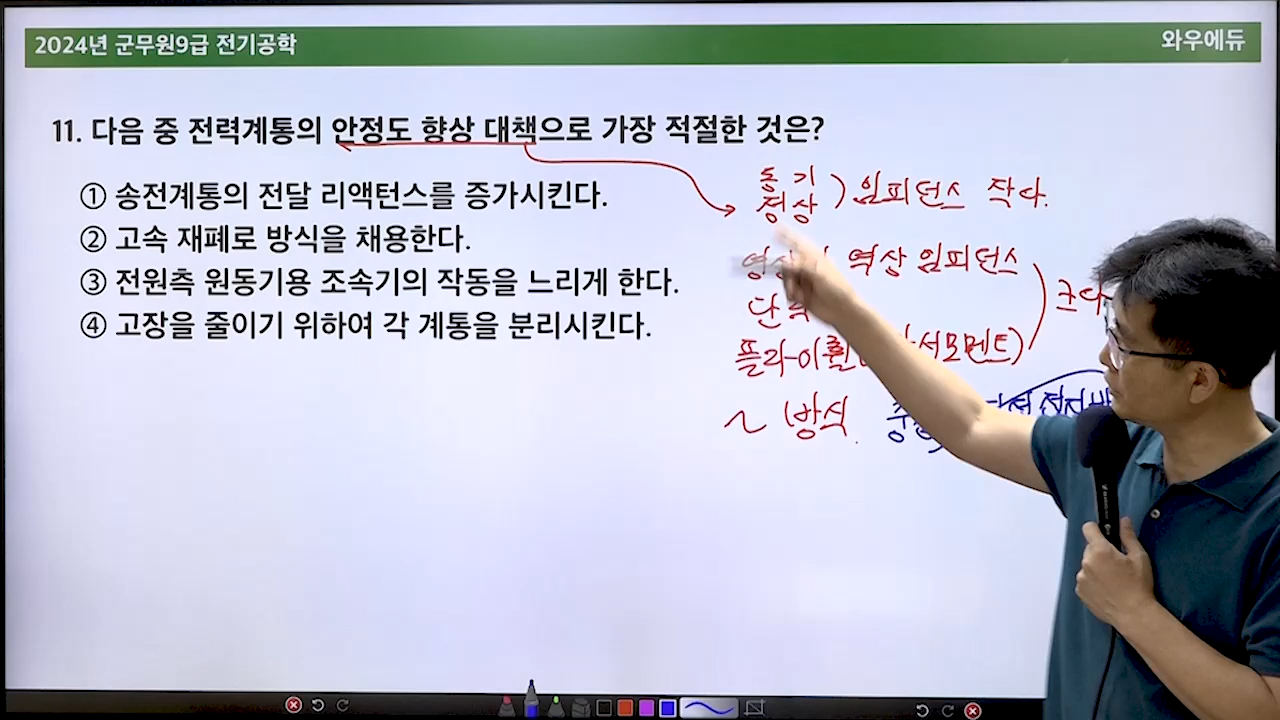 2024년 군무원9급 전기공학
와우에듀
11. 다음 중 전력계통의 안정도 향상 대책으로 가장 적절한 것은?
① 송전계통의 전달 리액턴스를 증가시킨다.
② 고속 재폐로 방식을 채용한다.
③ 전원측 원동기용 조속기의 작동을 느리게 한다.
④ 고장을 줄이기 위하여 각 계통을 분리시킨다.
동기
정상 ) 임피던스 작다.
역상 임피던스
크다
단락
플라이휠
방식.